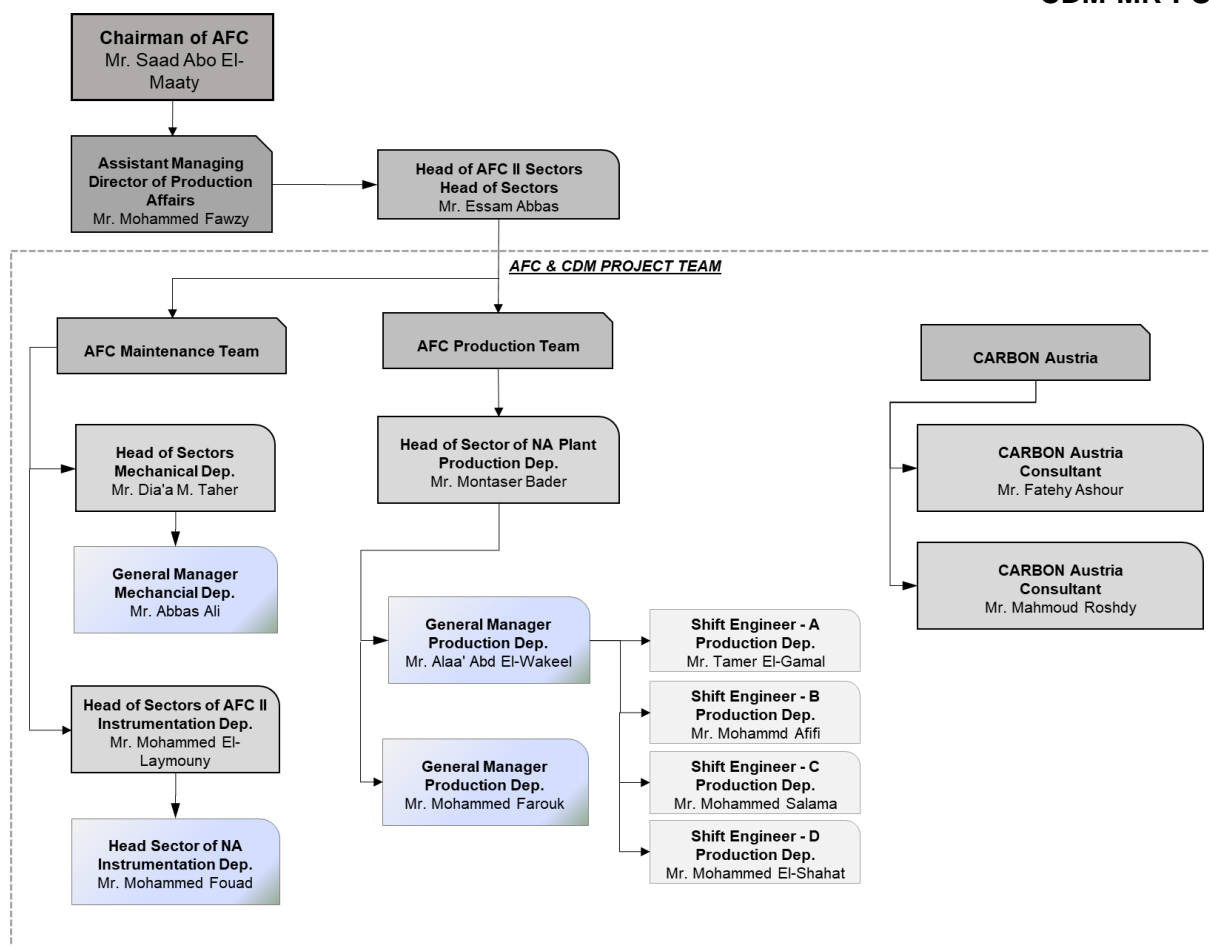 Chairman of AFC
Mr. Saad Abo El-
Maaty
Assistant Managing
Director of Production
Affairs
Mr. Mohammed Fawzy
Head of AFC II Sectors
Head of Sectors
Mr. Essam Abbas
AFC & CDM PROJECT TEAM
AFC Maintenance Team
AFC Production Team
CARBON Austria
Head of Sectors
Mechanical Dep.
Mr. Dia'a M. Taher
General Manager
Mechancial Dep.
Mr. Abbas Ali
Head of Sectors of AFC II
Instrumentation Dep.
Mr. Mohammed El-
Laymouny
Head Sector of NA
Instrumentation Dep.
Mr. Mohammed Fouad
Head of Sector of NA Plant
Production Dep.
Mr. Montaser Bader
General Manager
Production Dep.
Mr. Alaa' Abd El-Wakeel
General Manager
Production Dep.
Mr. Mohammed Farouk
Shift Engineer - A
Production Dep.
Mr. Tamer El-Gamal
Shift Engineer - B
Production Dep.
Mr. Mohammd Afifi
Shift Engineer - C
Production Dep.
Mr. Mohammed Salama
Shift Engineer - D
Production Dep.
Mr. Mohammed El-Shahat
CARBON Austria
Consultant
Mr. Fatehy Ashour
CARBON Austria
Consultant
Mr. Mahmoud Roshdy